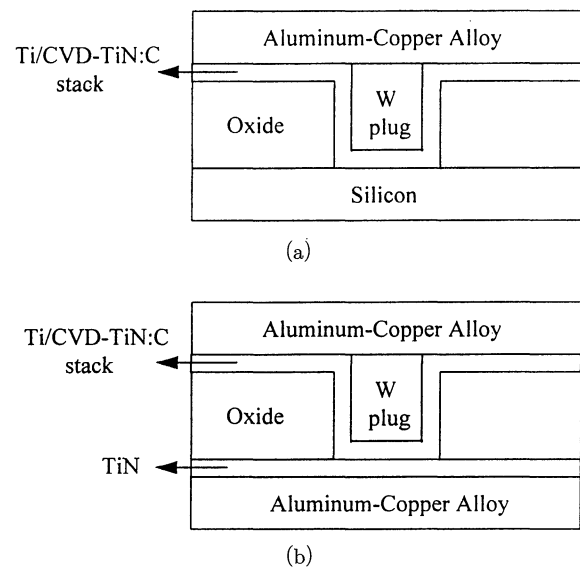 Aluminum-Copper Alloy
Ti/CVD-TiN:C
stack
W
plug
Oxide
Silicon
(a)
Aluminum-Copper Alloy
Ti/CVD-TiN:C
stack
W
plug
Oxide
TiN
Aluminum-Copper Alloy
(b)